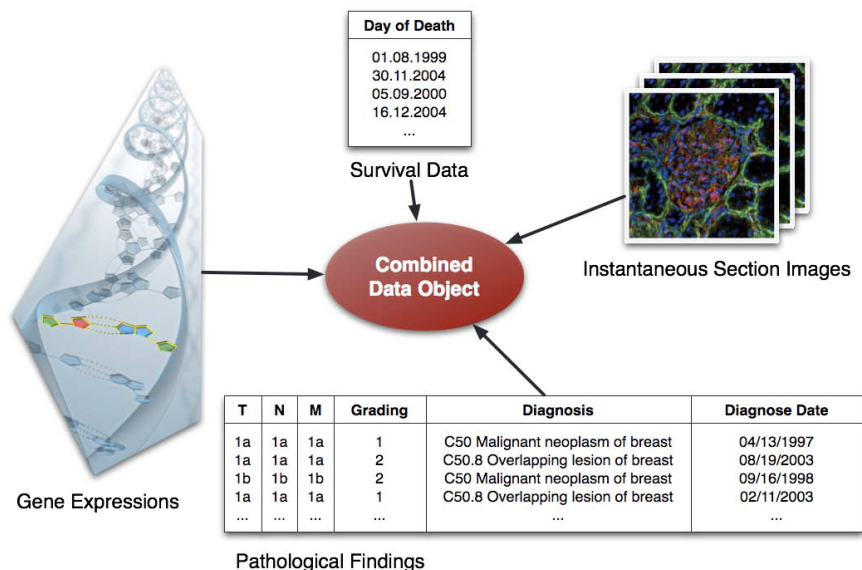 Day of Death
01.08.1999
30.11.2004
05.09.2000
16.12.2004
...
Survival Data
Combined
Data Object
Instantaneous Section Images
Gene Expressions
T N M Grading Diagnosis Diagnose Date
1a 1a 1a 1 C50 Malignant neoplasm of breast 04/13/1997
1a 1a 1a 2 C50.8 Overlapping lesion of breast 08/19/2003
1b 1b 1b 2 C50 Malignant neoplasm of breast 09/16/1998
1a 1a 1a 1 C50.8 Overlapping lesion of breast 02/11/2003
... ... ... ... ... ...
Pathological Findings